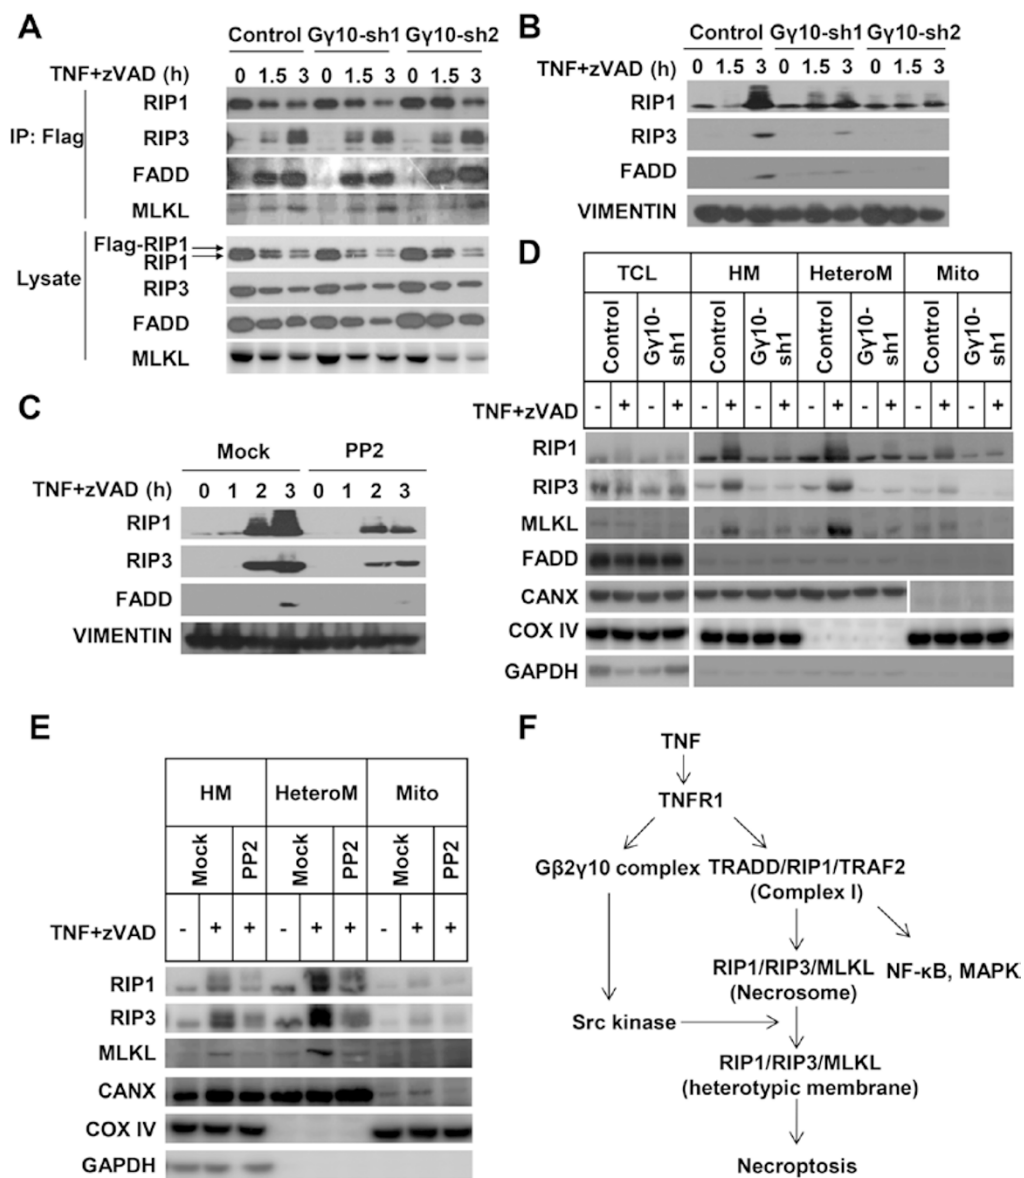 A
Control Gγ10-sh1 Gγ10-sh2
TNF+zVAD (h) 0 1.5 3 0 1.5 3 0 1.5 3
IP: Flag
RIP1
RIP3
FADD
MLKL
Lysate
Flag-RIP1
RIP1
RIP3
FADD
MLKL
B
Control Gγ10-sh1 Gγ10-sh2
TNF+zVAD (h) 0 1.5 3 0 1.5 3 0 1.5 3
RIP1
RIP3
FADD
VIMENTIN
C
Mock PP2
TNF+zVAD (h) 0 1 2 3 0 1 2 3
RIP1
RIP3
FADD
VIMENTIN
D
TCL HM HeteroM Mito
Control Gγ10-sh1 Control Gγ10-sh1 Control Gγ10-sh1 Control Gγ10-sh1
TNF+zVAD - + - + - + - + - + - + - + - +
RIP1
RIP3
MLKL
FADD
CANX
COX IV
GAPDH
E
HM HeteroM Mito
Mock PP2 Mock PP2 Mock PP2
TNF+zVAD - + + - + + - + +
RIP1
RIP3
MLKL
CANX
COX IV
GAPDH
F
TNF
TNFR1
Gβ2γ10 complex TRADD/RIP1/TRAF2
(Complex I)
RIP1/RIP3/MLKL NF-κB, MAPK
(Necrosome)
Src kinase
RIP1/RIP3/MLKL
(heterotypic membrane)
Necroptosis